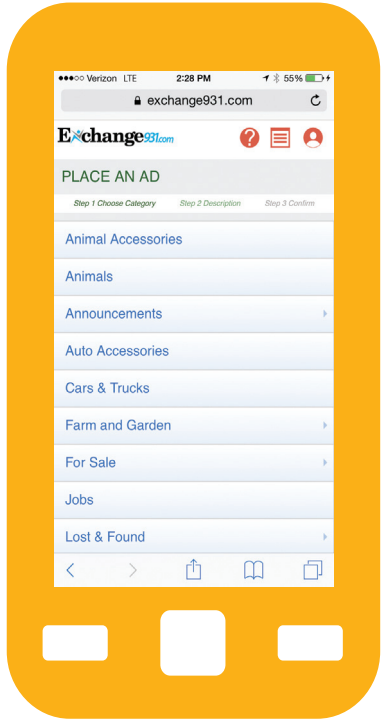 Verizon LTE 2:28 PM 55%
exchange931.com
Exchange931.com
?
PLACE AN AD
Step 1 Choose Category Step 2 Description Step 3 Confirm
Animal Accessories
Animals
Announcements
Auto Accessories
Cars & Trucks
Farm and Garden
For Sale
Jobs
Lost & Found